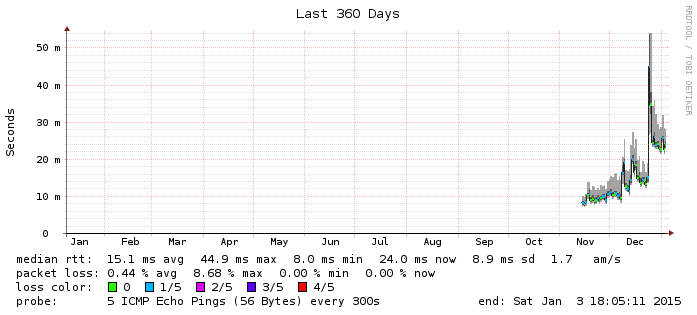 Last 360 Days
RRDTOOL / TOBI OETIKER
Seconds
50 m
40 m
30 m
20 m
10 m
0
Jan Feb Mar Apr May Jun Jul Aug Sep Oct Nov Dec
median rtt: 15.1 ms avg 44.9 ms max 8.0 ms min 24.0 ms now 8.9 ms sd 1.7 am/s
packet loss: 0.44 % avg 8.68 % max 0.00 % min 0.00 % now
loss color: 0 1/5 2/5 3/5 4/5
probe: 5 ICMP Echo Pings (56 Bytes) every 300s end: Sat Jan 3 18:05:11 2015